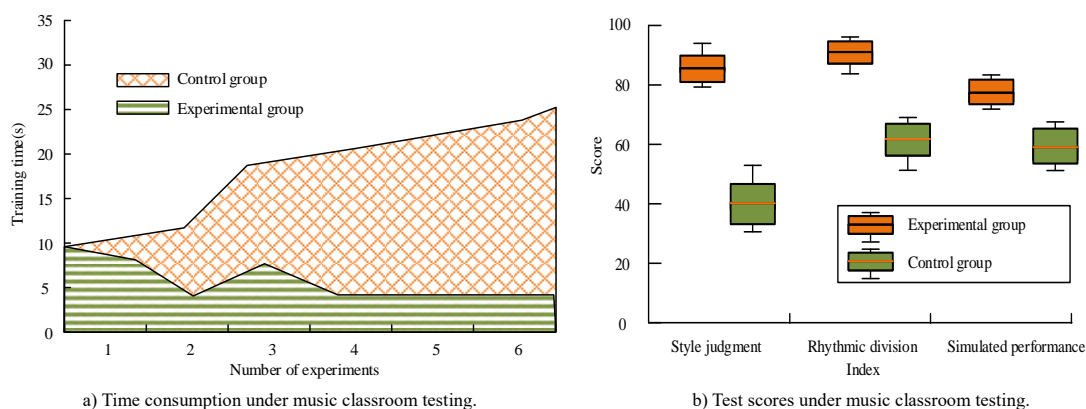 35
30
25
20
15
10
5
0
Training time(s)
Control group
Experimental group
1 2 3 4 5 6
Number of experiments
a) Time consumption under music classroom testing.
100
80
60
40
20
0
Score
Experimental group
Control group
Style judgment Rhythmic division Simulated performance
Index
b) Test scores under music classroom testing.